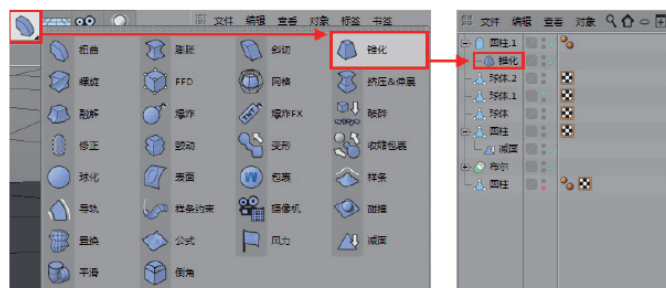 文件 编辑 查看 对象 标签 书签
扭曲 膨胀 斜切 锥化
螺旋 FFD 网格 挤压&伸展
融解 爆炸 爆炸FX 破碎
修正 颤动 变形 收缩包裹
球化 表面 包裹 样条
导轨 样条约束 摄像机 碰撞
置换 公式 风力 减面
平滑 倒角
文件 编辑 查看 对象
圆柱.1
锥化
球体.2
球体.1
球体
圆柱
减面
布尔
圆柱